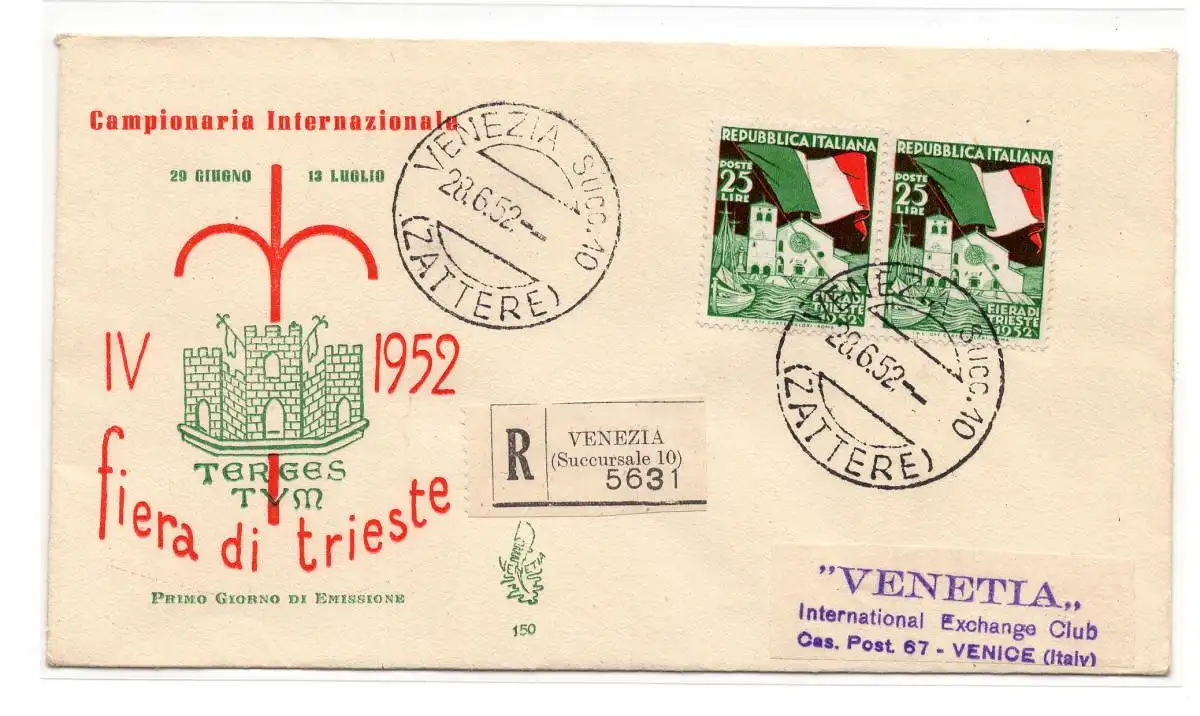 Campionaria Internazionale
29 GIUGNO 13 LUGLIO
IV 1952
TERGES
TVM
fiera di trieste
PRIMO GIORNO DI EMISSIONE
VENEZIA SUCC. 10
28.6.52.-
(ZATTERE)
REPUBBLICA ITALIANA
POSTE
25
LIRE
FIERA DI
TRIESTE
1952
REPUBBLICA ITALIANA
POSTE
25
LIRE
FIERA DI
TRIESTE
1952
VENEZIA SUCC. 10
28.6.52.-
(ZATTERE)
R VENEZIA
(Succursale 10)
5631
VENETIA
150
"VENETIA„
International Exchange Club
Cas. Post. 67 - VENICE (Italy)